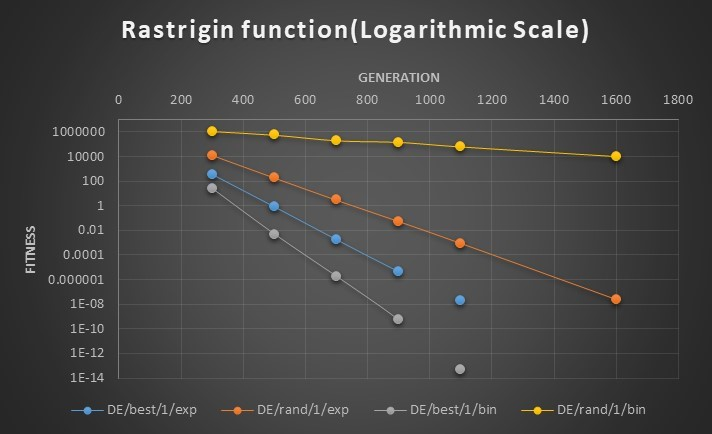 Rastrigin function(Logarithmic Scale)
GENERATION
0 200 400 600 800 1000 1200 1400 1600 1800
1000000
10000
100
1
0.01
0.0001
0.000001
1E-08
1E-10
1E-12
1E-14
FITNESS
DE/best/1/exp DE/rand/1/exp DE/best/1/bin DE/rand/1/bin